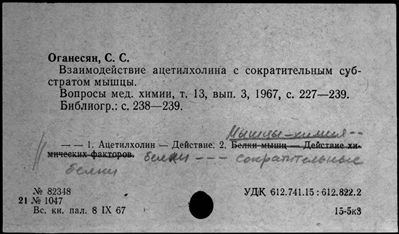 Оганесян, С. С.
Взаимодействие ацетилхолина с сократительным суб-
стратом мышцы.
Вопросы мед. химии, т. 13, вып. 3, 1967, с. 227—239.
Библиогр.: с. 238—239.
Мышцы - химия --
— — 1. Ацетилхолин — Действие. 2. Белки мышц — Действие хи-
мических факторов. белки --- сократительные
белки
№ 82348
21 № 1047
Вс. кн. пал. 8 IX 67
УДК 612.741.15 : 612.822.2
15-5к3